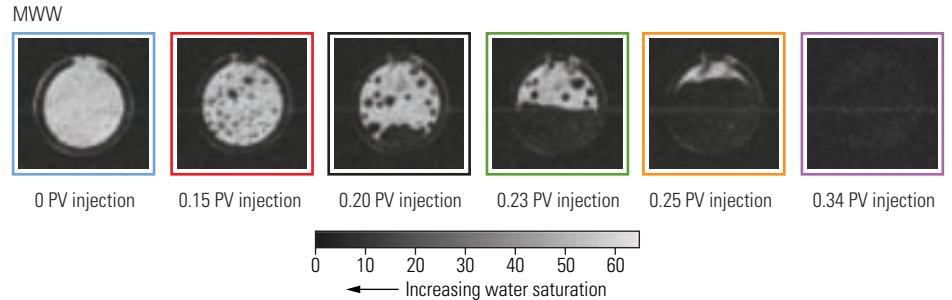 MWW
0 PV injection 0.15 PV injection 0.20 PV injection 0.23 PV injection 0.25 PV injection 0.34 PV injection
0 10 20 30 40 50 60
Increasing water saturation